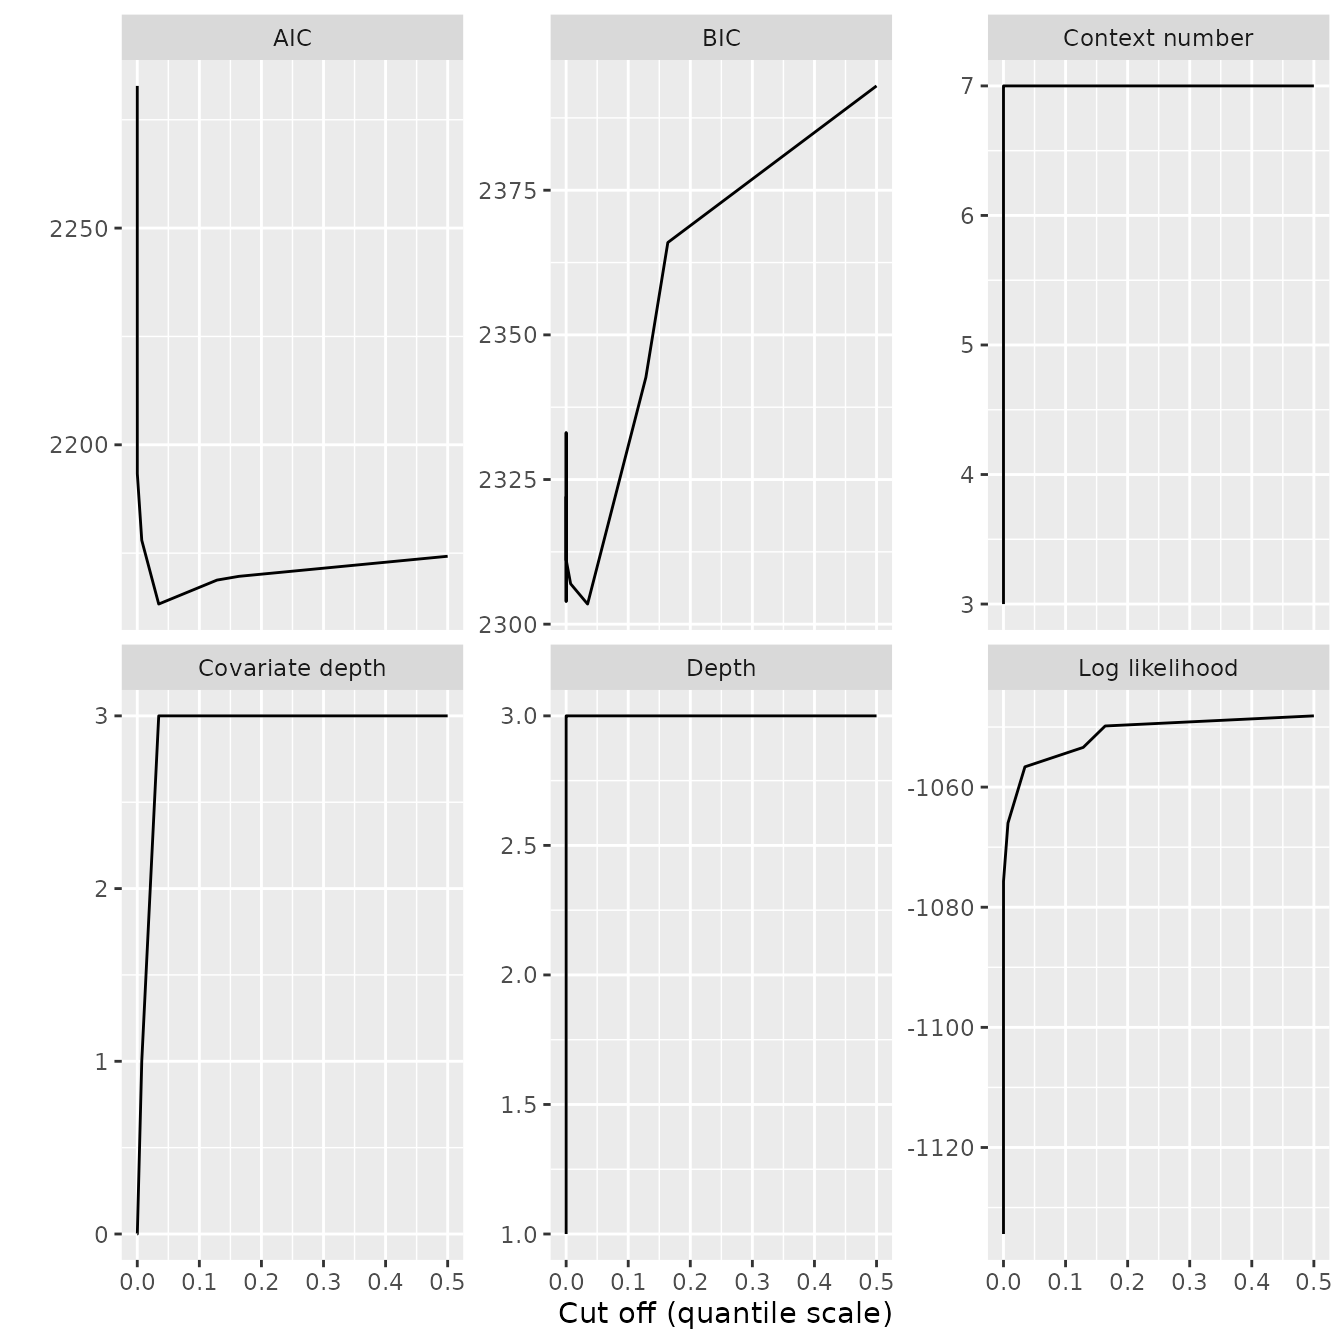 AIC
BIC
Context number
2250
2200
2375
2350
2325
2300
7
6
5
4
3
Covariate depth
Depth
Log likelihood
3
2
1
0
3.0
2.5
2.0
1.5
1.0
-1060
-1080
-1100
-1120
0.0 0.1 0.2 0.3 0.4 0.5
0.0 0.1 0.2 0.3 0.4 0.5
0.0 0.1 0.2 0.3 0.4 0.5
Cut off (quantile scale)